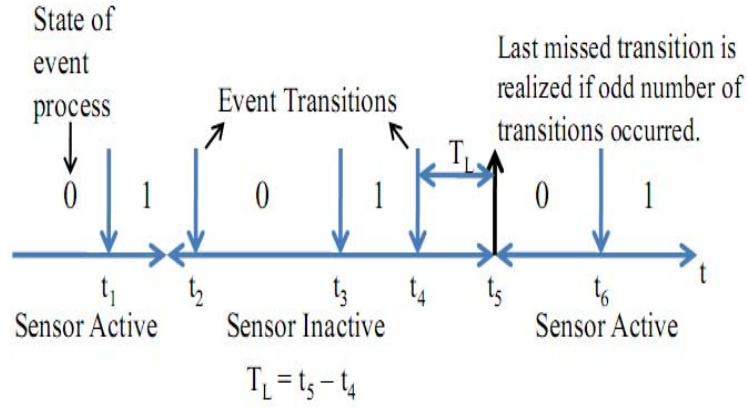 State of
event
process
Event Transitions
Last missed transition is
realized if odd number of
transitions occurred.
T_L
0 1 0 1 0 1
t_1 t_2 t_3 t_4 t_5 t_6 t
Sensor Active Sensor Inactive Sensor Active
T_L = t_5 – t_4